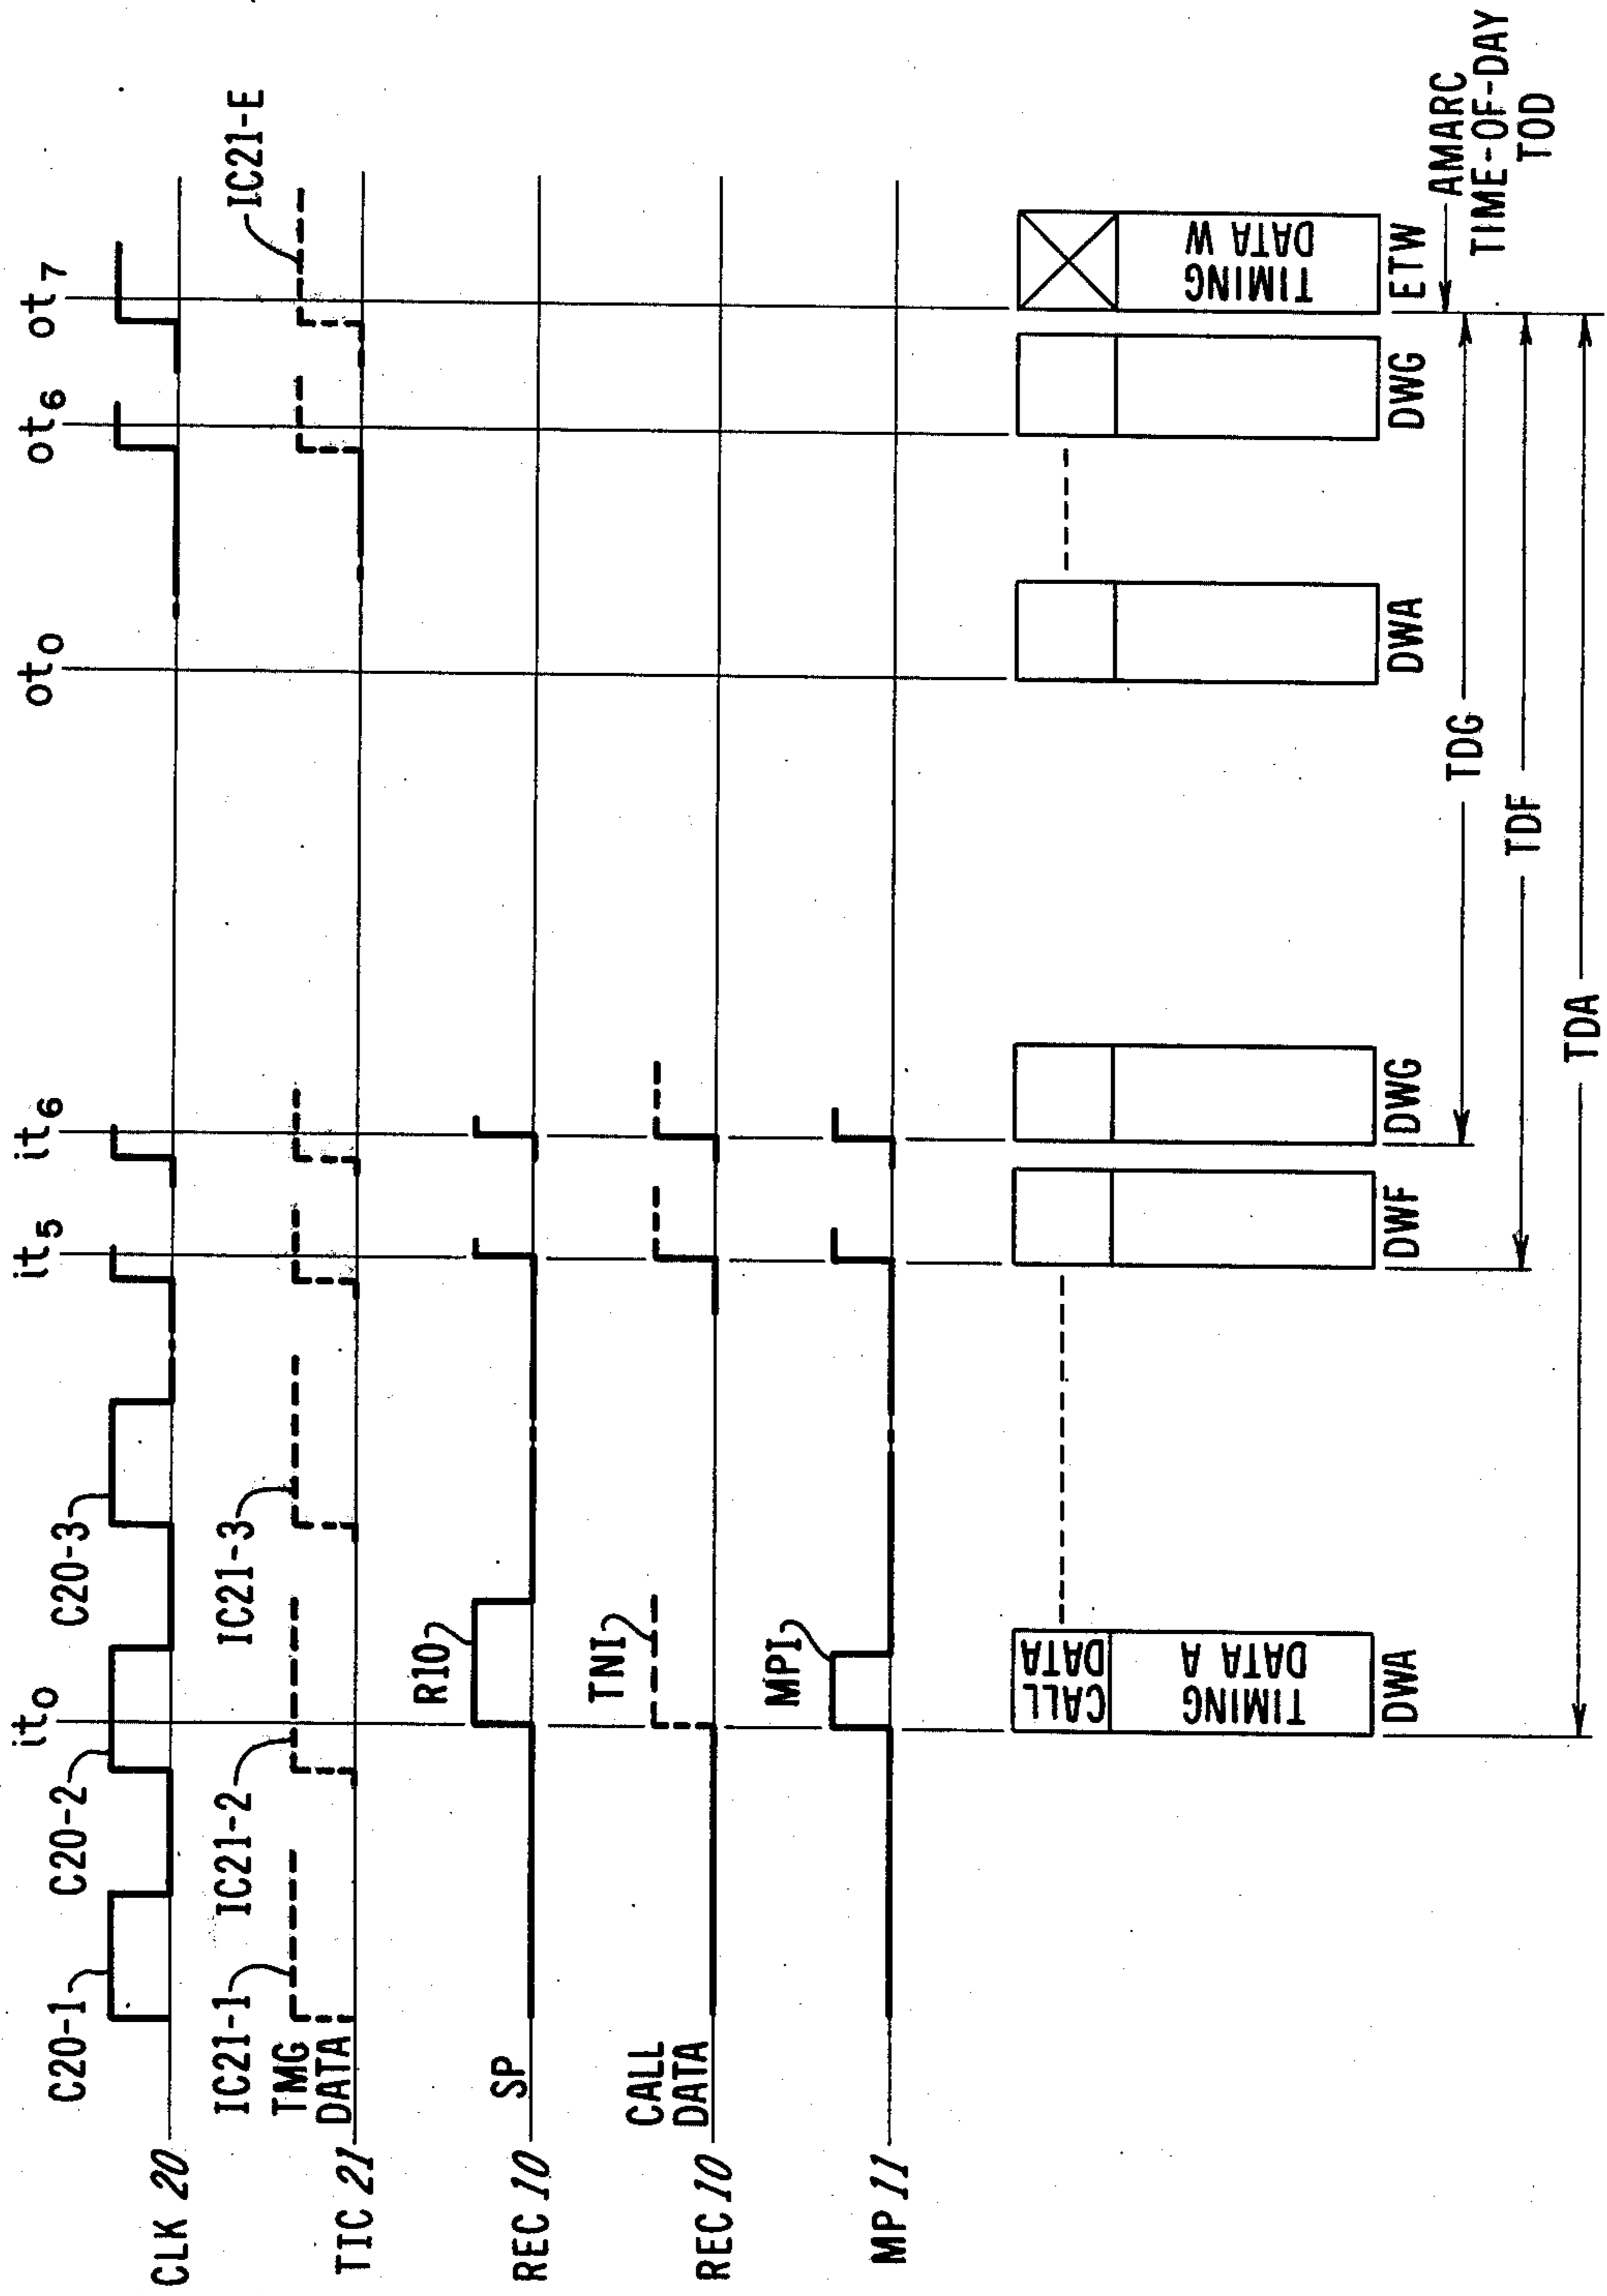 it0
it5
it6
ot0
ot6
ot7
C20-1
C20-2
C20-3
CLK 20
IC21-1
IC21-2
IC21-3
IC21-E
TMG
DATA
TIC 21
R10
SP
REC 10
TNI
CALL
DATA
REC 10
MPI
MP 11
CALL
DATA
TIMING
DATA A
TIMING
DATA W
DWA
DWF
DWG
DWA
DWG
ETW
AMARC
TIME-OF-DAY
TOD
TDG
TDF
TDA